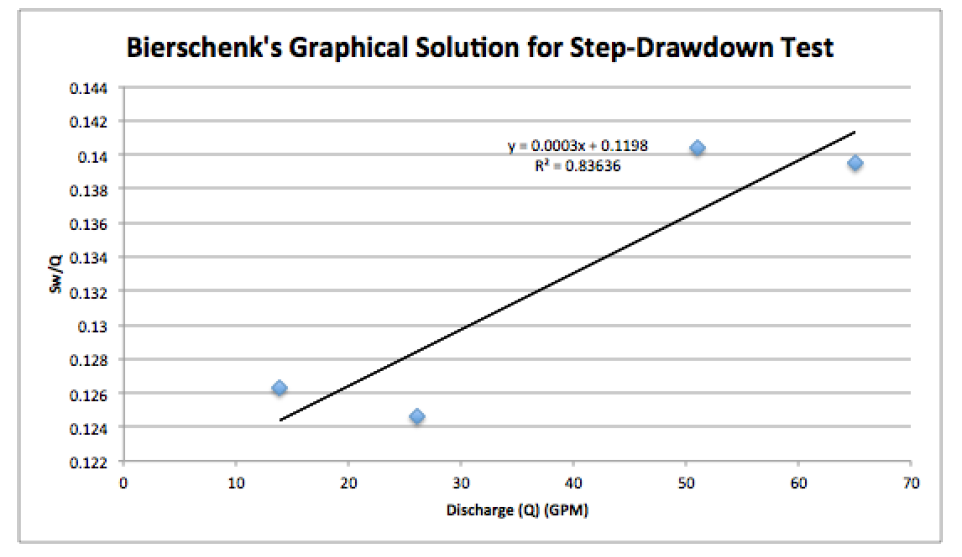 Bierschenk's Graphical Solution for Step-Drawdown Test
0.144
0.142
0.14
0.138
0.136
0.134
0.132
0.13
0.128
0.126
0.124
0.122
Sw/Q
y = 0.0003x + 0.1198
R² = 0.83636
0 10 20 30 40 50 60 70
Discharge (Q) (GPM)